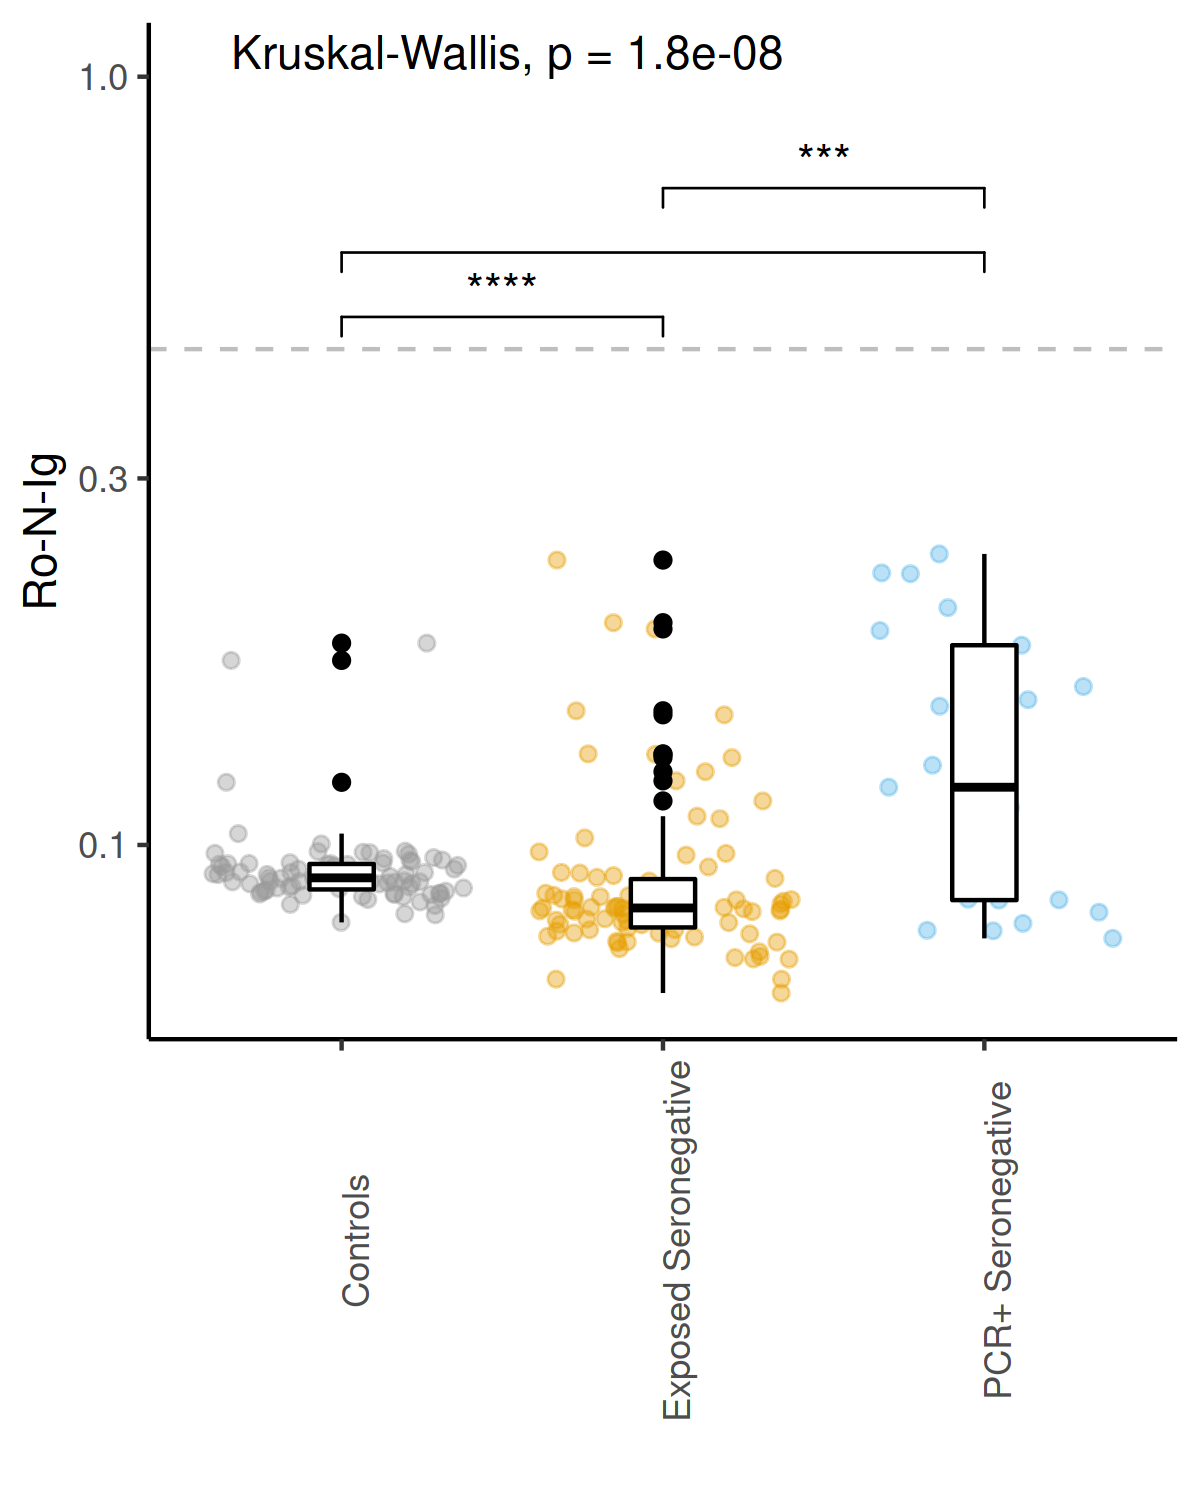 Kruskal-Wallis, p = 1.8e-08
1.0
***
****
0.3
Ro-N-Ig
0.1
Controls
Exposed Seronegative
PCR+ Seronegative